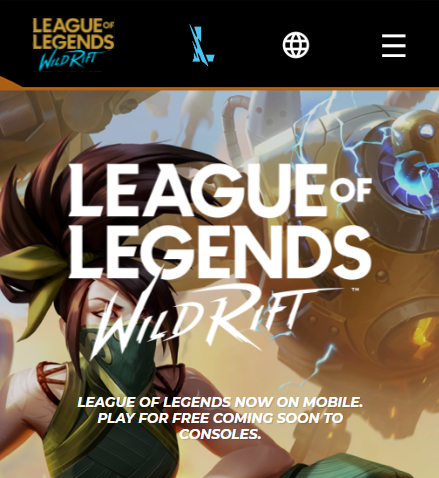 LEAGUE OF
LEGENDS
WILD RIFT
LEAGUE OF
LEGENDS
WILD RIFT™
LEAGUE OF LEGENDS NOW ON MOBILE.
PLAY FOR FREE COMING SOON TO
CONSOLES.